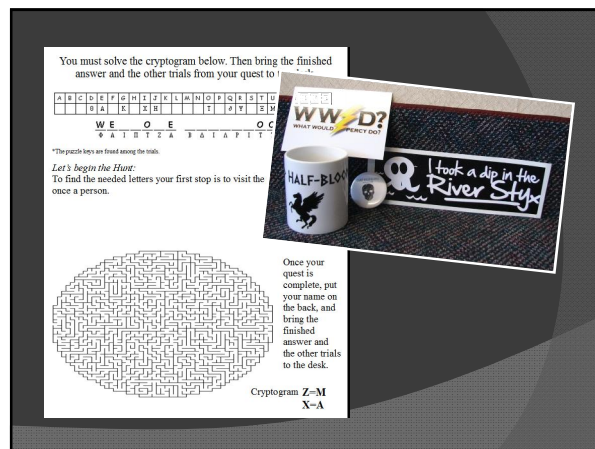 You must solve the cryptogram below. Then bring the finished
answer and the other trials from your quest to
A B C D E F G H I J K L M N O P Q R S T U
WE O E O C
*The puzzle keys are found among the trials.
Let's begin the Hunt:
To find the needed letters your first stop is to visit the
once a person.
WW D?
WHAT WOULD PERCY DO?
HALF-BLOO
I took a dip in the
River Styx
Once your
quest is
complete, put
your name on
the back, and
bring the
finished
answer and
the other trials
to the desk.
Cryptogram Z=M
X=A